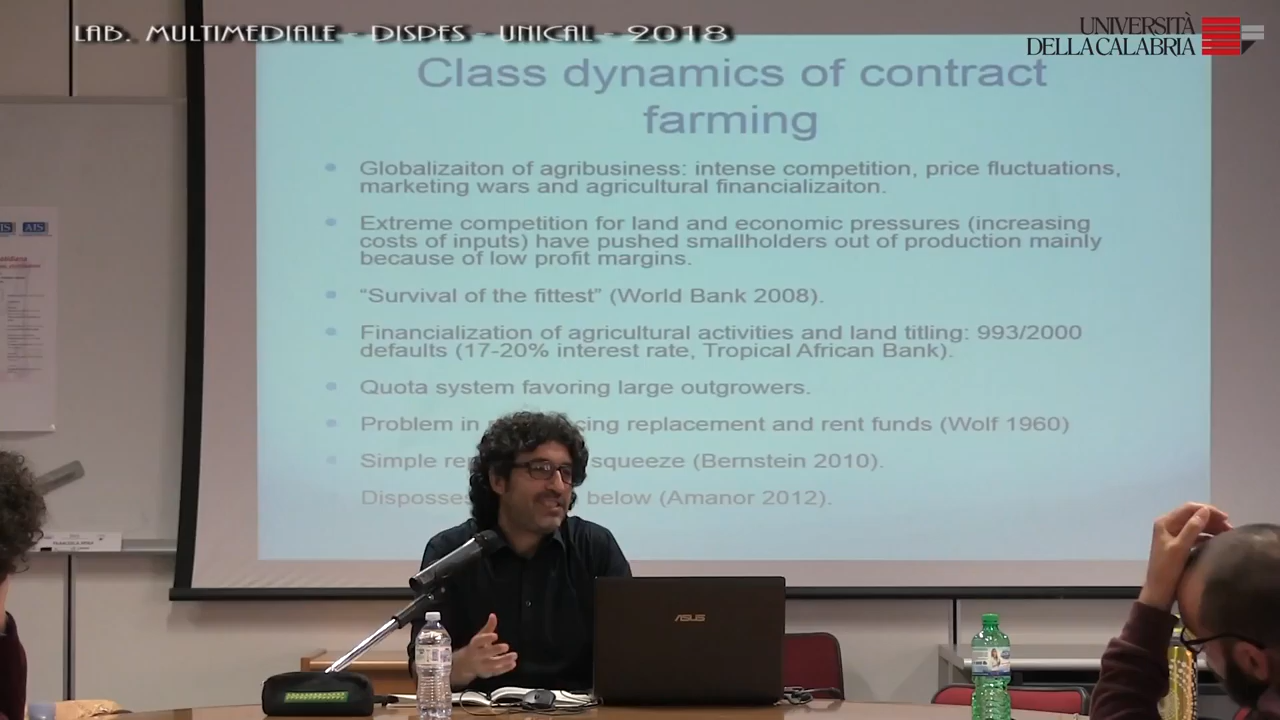 LAB. MULTIMEDIALE - DISPES - UNICAL - 2018
UNIVERSITÀ
DELLA CALABRIA
Class dynamics of contract
farming
Globalizaiton of agribusiness: intense competition, price fluctuations,
marketing wars and agricultural financializaiton.
Extreme competition for land and economic pressures (increasing
costs of inputs) have pushed smallholders out of production mainly
because of low profit margins.
“Survival of the fittest” (World Bank 2008).
Financialization of agricultural activities and land titling: 993/2000
defaults (17-20% interest rate, Tropical African Bank).
Quota system favoring large outgrowers.
Problem in cing replacement and rent funds (Wolf 1960)
Simple squeeze (Bernstein 2010).
below (Amanor 2012).
AIS
ASUS